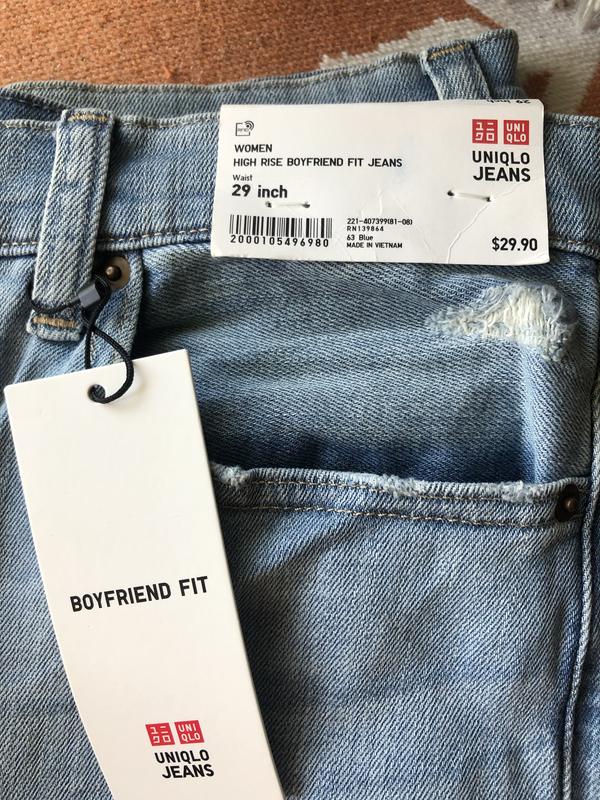 29 inch
WOMEN
HIGH RISE BOYFRIEND FIT JEANS
Waist
29 inch
2000105496980
221-407399(81-08)
RN139864
63 Blue
MADE IN VIETNAM
ユニ
クロ
UNI
QLO
UNIQLO
JEANS
$29.90
BOYFRIEND FIT
ユニ
クロ
UNI
QLO
UNIQLO
JEANS